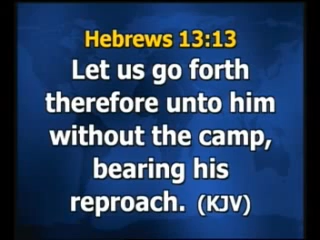 Hebrews 13:13
Let us go forth
therefore unto him
without the camp,
bearing his
reproach. (KJV)